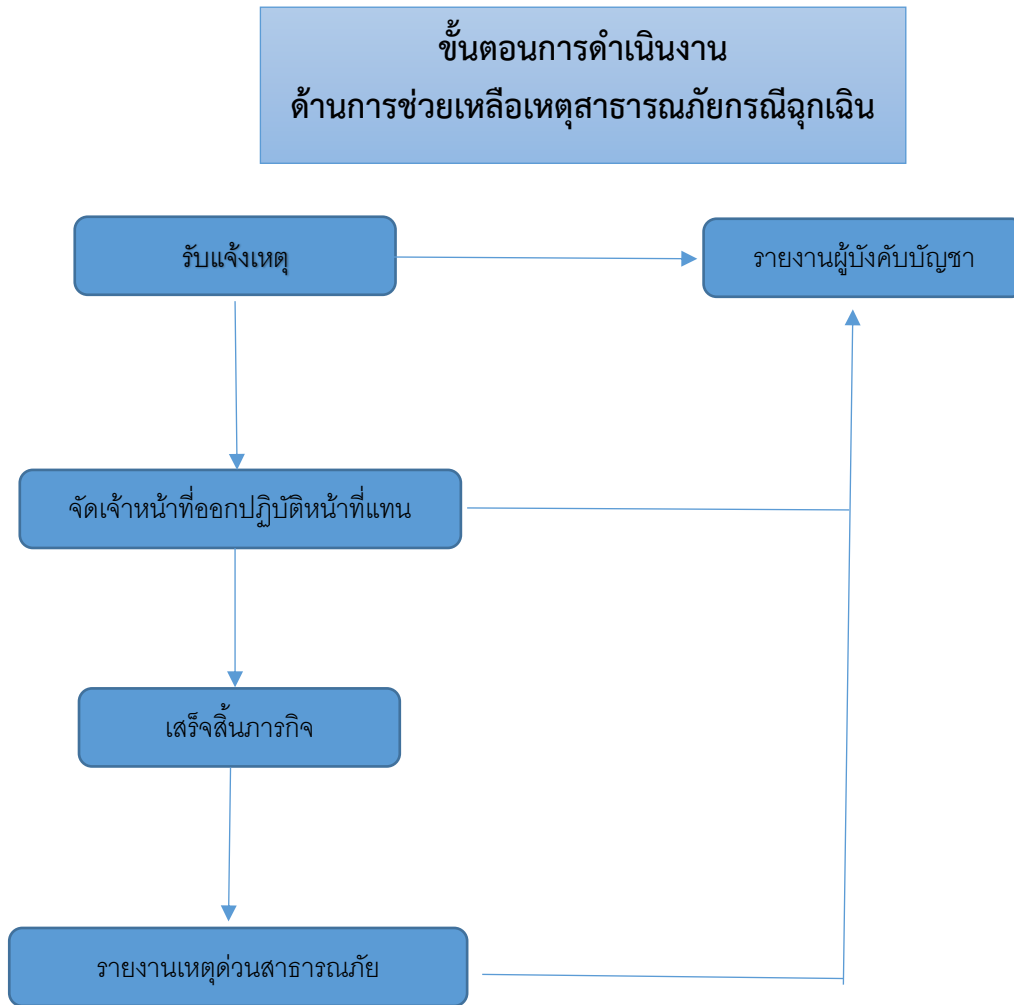 ขั้นตอนการดำเนินงาน
ด้านการช่วยเหลือเหตุสาธารณภัยกรณีฉุกเฉิน
รับแจ้งเหตุ
รายงานผู้บังคับบัญชา
จัดเจ้าหน้าที่ออกปฏิบัติหน้าที่แทน
เสร็จสิ้นภารกิจ
รายงานเหตุด่วนสาธารณภัย